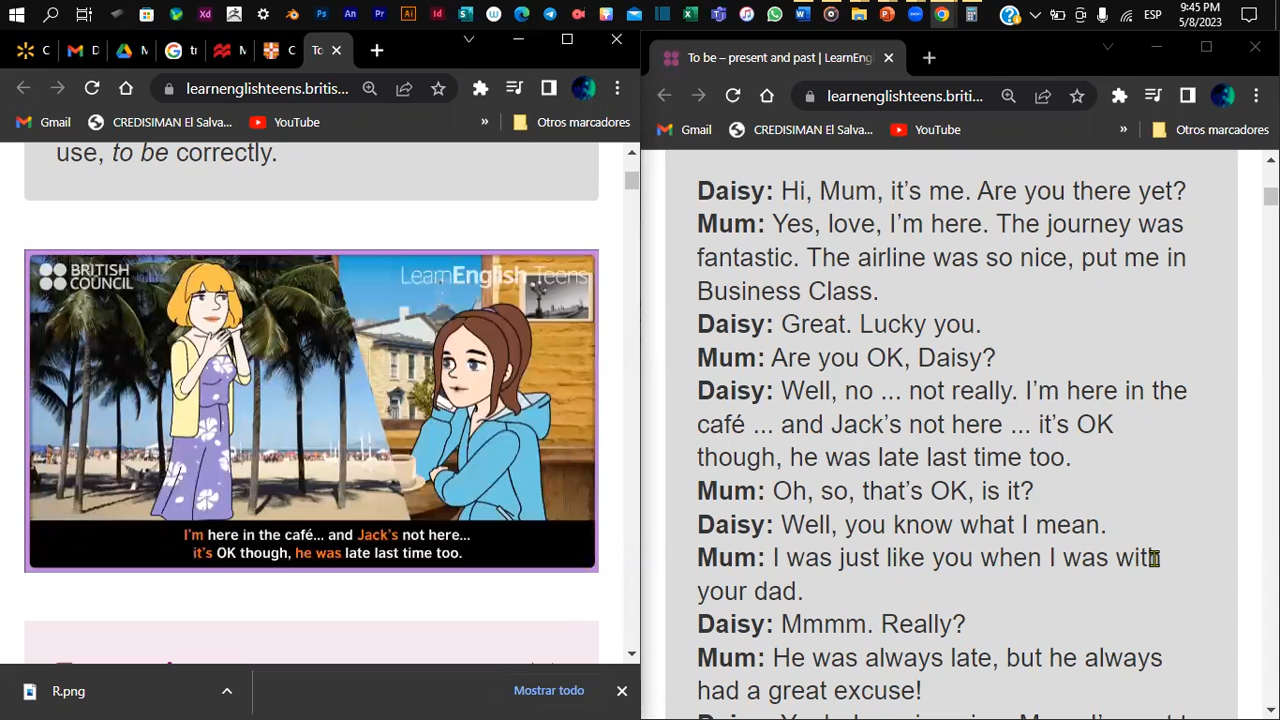 ESP
9:45 PM
5/8/2023
To
learnenglishteens.britis...
Gmail
CREDISIMAN El Salva...
YouTube
»
Otros marcadores
use, to be correctly.
BRITISH
COUNCIL
LearnEnglish Teens
I'm here in the café... and Jack's not here...
it's OK though, he was late last time too.
R.png
Mostrar todo
To be – present and past | LearnEng
learnenglishteens.briti...
Gmail
CREDISIMAN El Salva...
YouTube
»
Otros marcadores
Daisy: Hi, Mum, it's me. Are you there yet?
Mum: Yes, love, I'm here. The journey was
fantastic. The airline was so nice, put me in
Business Class.
Daisy: Great. Lucky you.
Mum: Are you OK, Daisy?
Daisy: Well, no ... not really. I'm here in the
café ... and Jack's not here ... it's OK
though, he was late last time too.
Mum: Oh, so, that's OK, is it?
Daisy: Well, you know what I mean.
Mum: I was just like you when I was with
your dad.
Daisy: Mmmm. Really?
Mum: He was always late, but he always
had a great excuse!